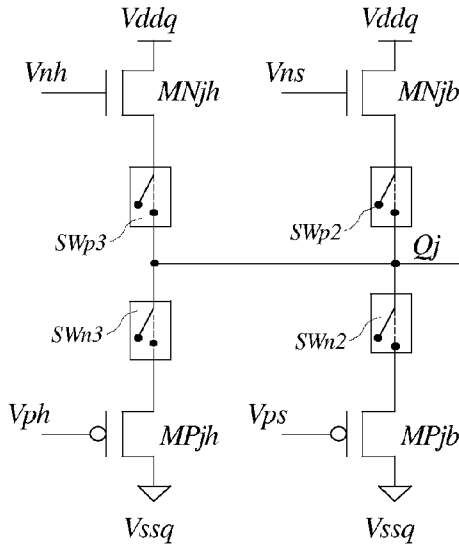 Vddq Vddq
Vnh MNjh Vns MNjb
SWp3 SWp2
Qj
SWn3 SWn2
Vph MPjh Vps MPjb
Vssq Vssq